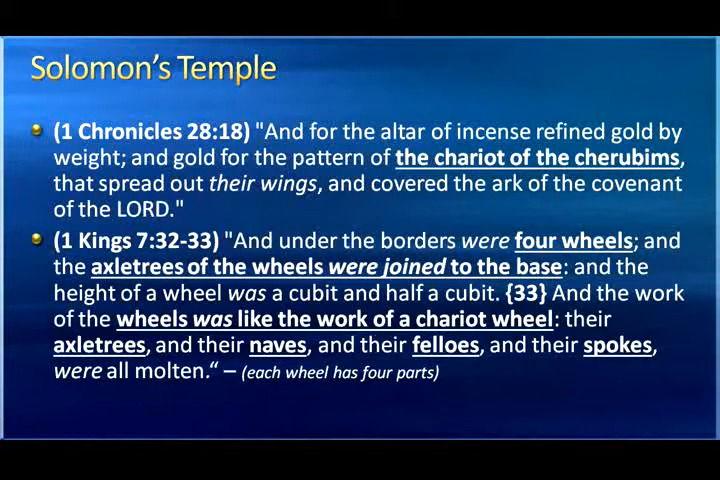 Solomon's Temple
(1 Chronicles 28:18) "And for the altar of incense refined gold by
weight; and gold for the pattern of the chariot of the cherubims,
that spread out their wings, and covered the ark of the covenant
of the LORD."
(1 Kings 7:32-33) "And under the borders were four wheels; and
the axletrees of the wheels were joined to the base: and the
height of a wheel was a cubit and half a cubit. {33} And the work
of the wheels was like the work of a chariot wheel: their
axletrees, and their naves, and their felloes, and their spokes,
were all molten.“ – (each wheel has four parts)